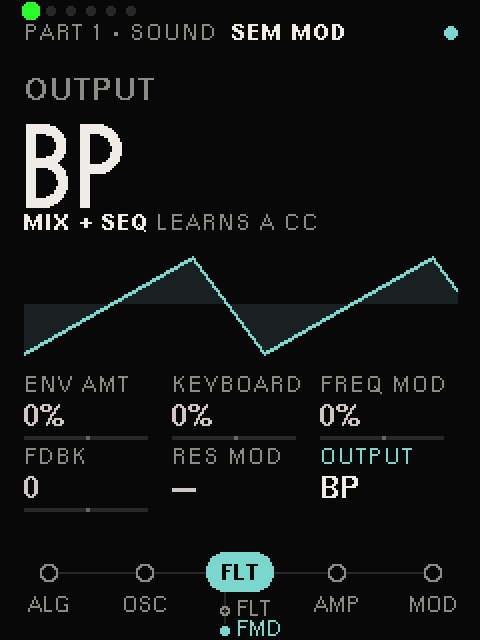 PART 1 · SOUND SEM MOD
OUTPUT
BP
MIX + SEQ LEARNS A CC
ENV AMT KEYBOARD FREQ MOD
0% 0% 0%
FDBK RES MOD OUTPUT
0 — BP
FLT
ALG OSC FLT AMP MOD
FMD